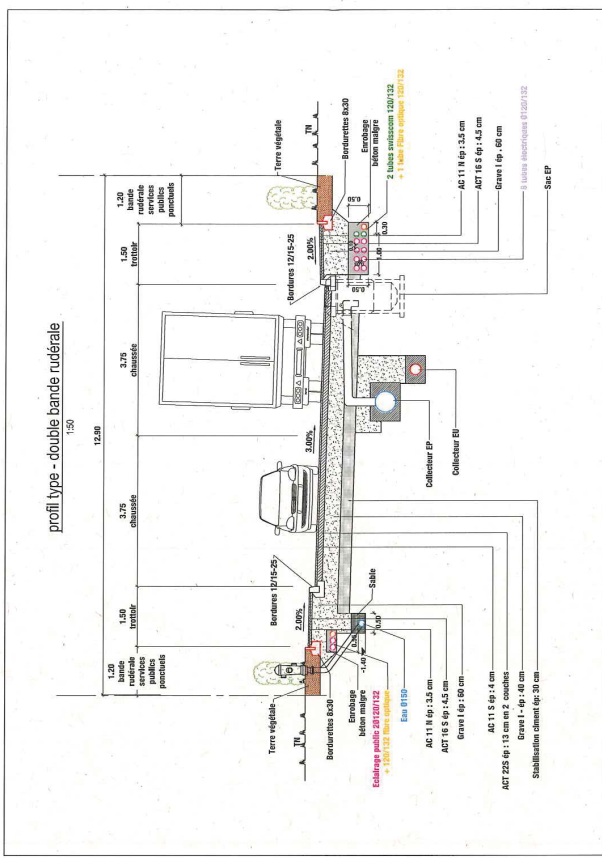 profil type - double bande rudérale
1:50
12.90
1.20
bande
rudérale
services
publics
ponctuels
1.50
trottoir
3.75
chaussée
3.75
chaussée
1.50
trottoir
1.20
bande
rudérale
services
publics
ponctuels
Terre végétale
TN
Bordures 12/15-25
2.00%
3.00%
Bordures 12/15-25
2.00%
Terre végétale
TN
Bordurettes 8x30
Enrobage
béton maigre
Eclairage public 2Ø120/132
+ 120/132 fibre optique
Eau Ø150
-1.40
0.50
Sable
AC 11 N ép : 3.5 cm
ACT 16 S ép : 4.5 cm
Grave I ép : 60 cm
AC 11 S ép : 4 cm
ACT 22S ép : 13 cm en 2 couches
Grave I - ép : 40 cm
Stabilisation ciment ép: 30 cm
Collecteur EP
Collecteur EU
0.50
0.50
1.00
0.30
Bordurettes 8x30
Enrobage
béton maigre
2 tubes swisscom 120/132
+ 1 tube Fibre optique 120/132
AC 11 N ép : 3.5 cm
ACT 16 S ép : 4.5 cm
Grave I ép . 60 cm
8 tubes électriques Ø120/132
Sac EP